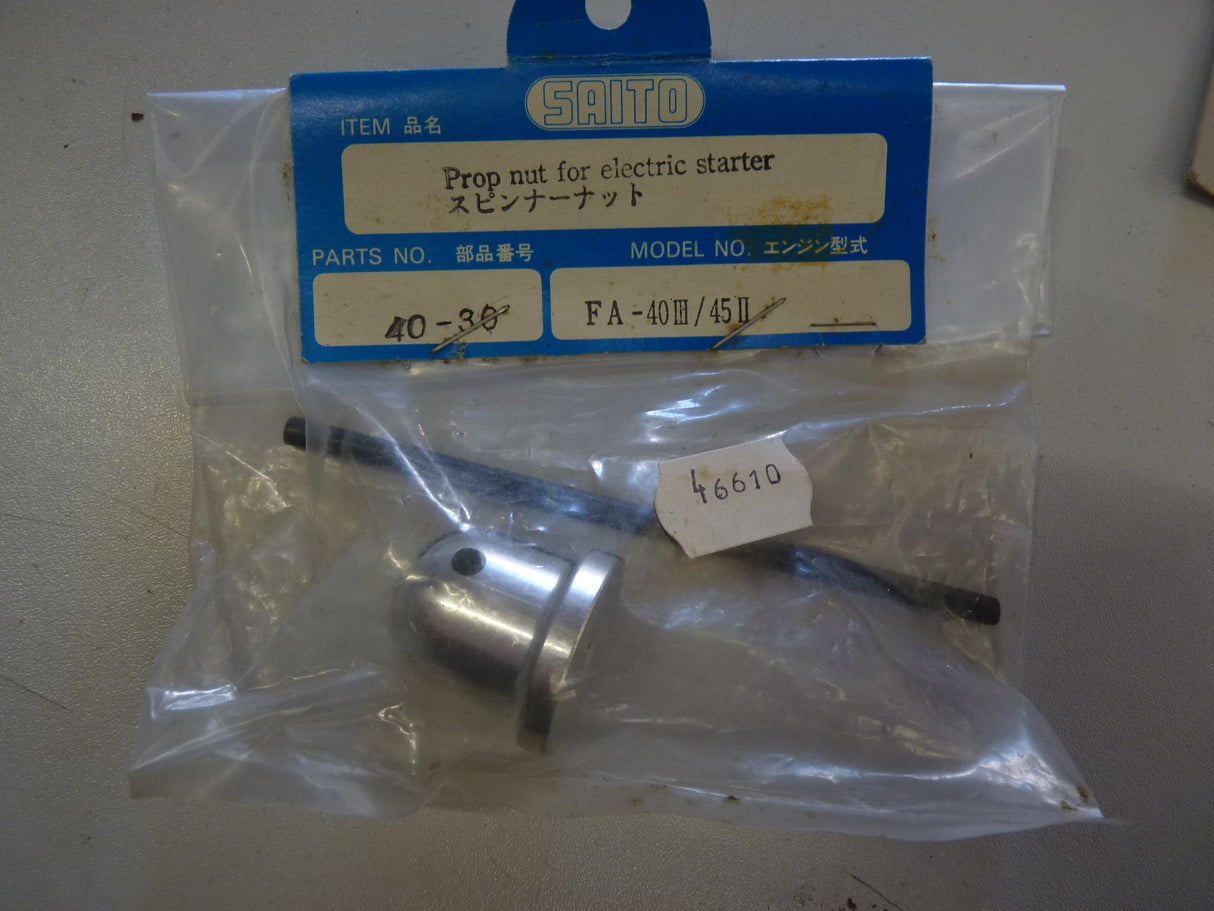 SAITO
ITEM 品名
Prop nut for electric starter
スピンナーナット
PARTS NO. 部品番号
MODEL NO. エンジン型式
40-30
FA-40Ⅲ/45Ⅱ
46610